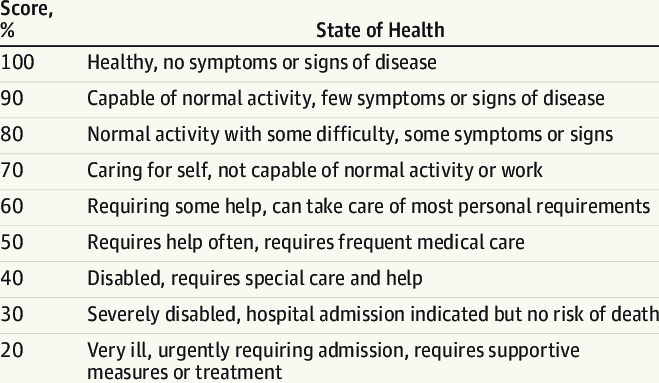 Score,
% State of Health
100 Healthy, no symptoms or signs of disease
90 Capable of normal activity, few symptoms or signs of disease
80 Normal activity with some difficulty, some symptoms or signs
70 Caring for self, not capable of normal activity or work
60 Requiring some help, can take care of most personal requirements
50 Requires help often, requires frequent medical care
40 Disabled, requires special care and help
30 Severely disabled, hospital admission indicated but no risk of death
20 Very ill, urgently requiring admission, requires supportive
measures or treatment